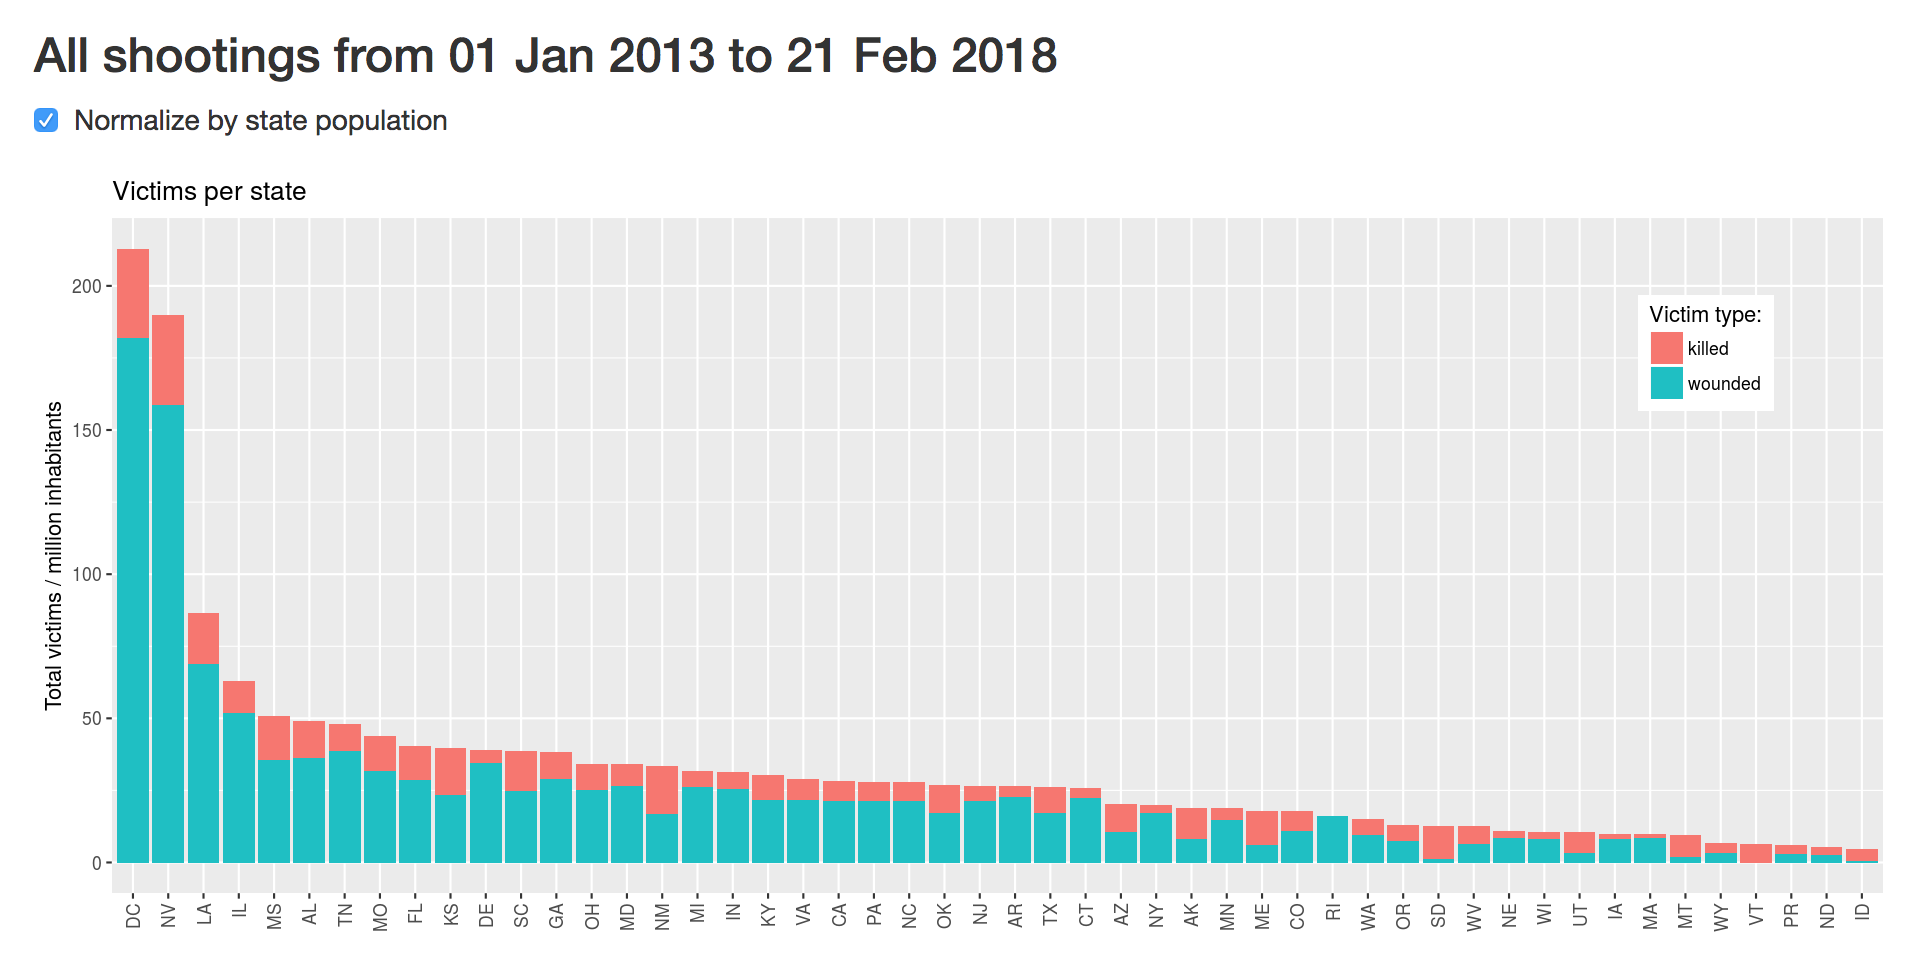 All shootings from 01 Jan 2013 to 21 Feb 2018
Normalize by state population
Victims per state
Total victims / million inhabitants
200
150
100
50
0
Victim type:
killed
wounded
DC NV LA IL MS AL TN MO FL KS DE SC GA OH MD NM MI IN KY VA CA PA NC OK NJ AR TX CT AZ NY AK MN ME CO RI WA OR SD WV NE WI UT IA MA MT WY VT PR ND ID